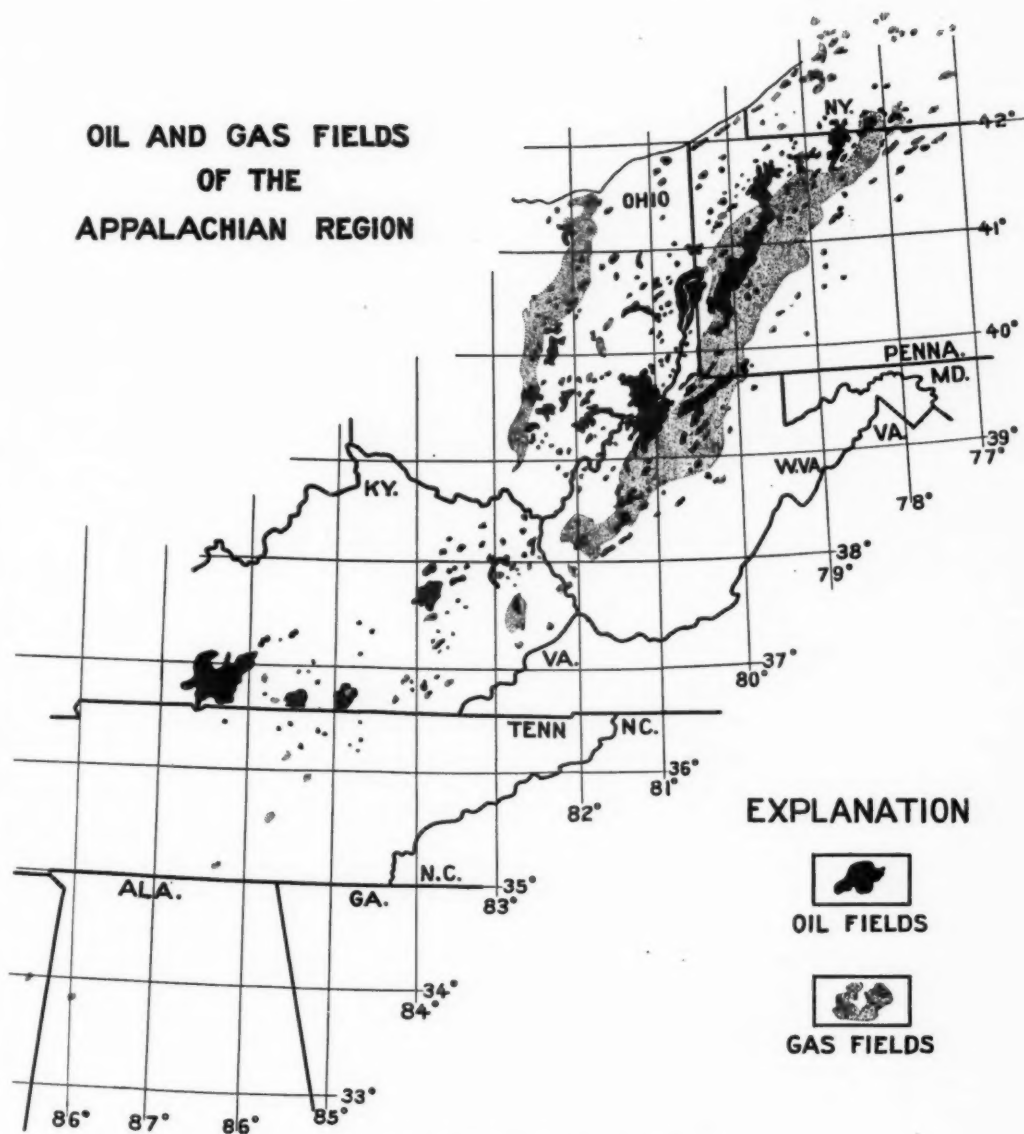 OIL AND GAS FIELDS
OF THE
APPALACHIAN REGION
NY.
42°
OHIO
41°
40°
PENNA.
MD.
VA.
39°
77°
W.VA
78°
KY.
38°
79°
VA.
37°
80°
TENN
N.C.
36°
81°
82°
EXPLANATION
N.C.
35°
ALA.
GA.
83°
OIL FIELDS
34°
84°
GAS FIELDS
33°
86°
87°
86°
85°